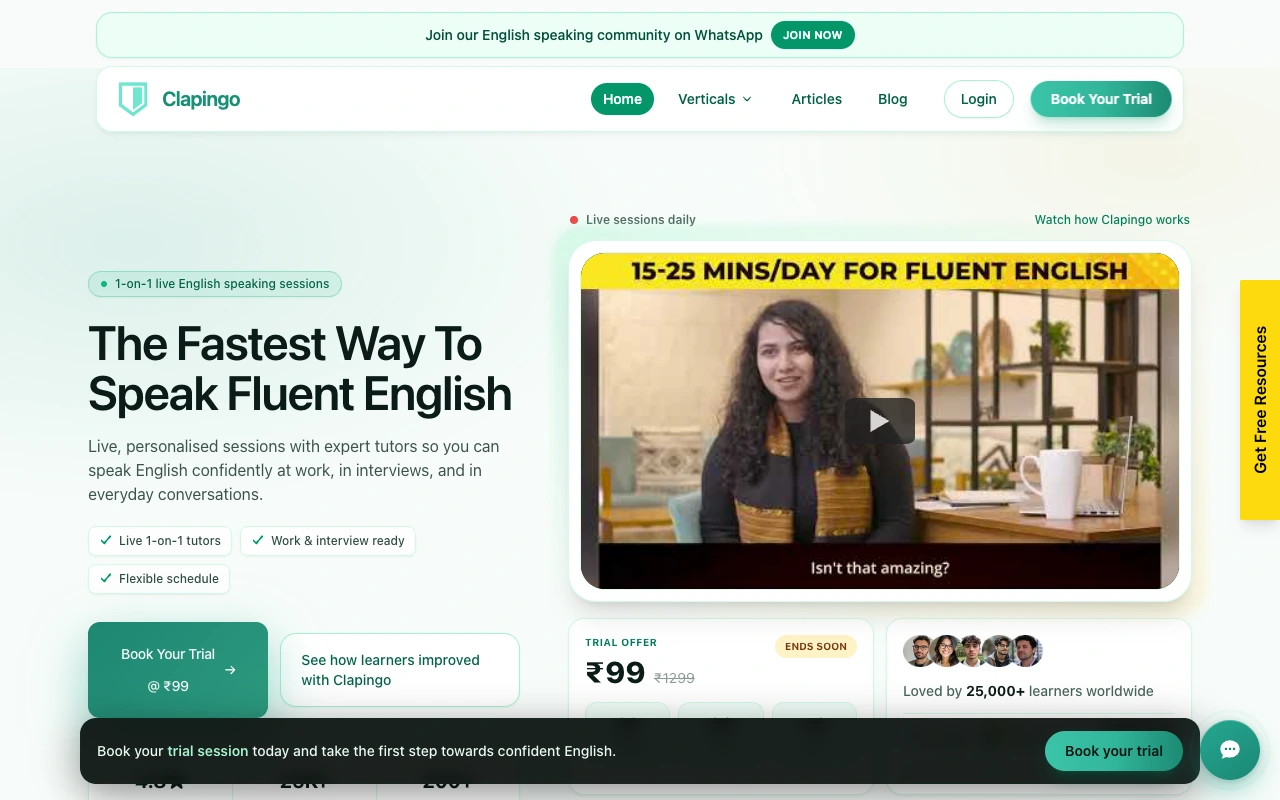 Join our English speaking community on WhatsApp JOIN NOW
Clapingo
Home Verticals Articles Blog Login Book Your Trial
Live sessions daily
Watch how Clapingo works
1-on-1 live English speaking sessions
The Fastest Way To
Speak Fluent English
Live, personalised sessions with expert tutors so you can
speak English confidently at work, in interviews, and in
everyday conversations.
Live 1-on-1 tutors
Work & interview ready
Flexible schedule
Book Your Trial
@ ₹99
See how learners improved
with Clapingo
15-25 MINS/DAY FOR FLUENT ENGLISH
Isn't that amazing?
TRIAL OFFER
ENDS SOON
₹99 ₹1299
Loved by 25,000+ learners worldwide
Get Free Resources
Book your trial session today and take the first step towards confident English.
Book your trial